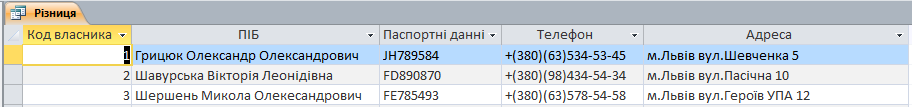 Різниця
Код власника ПІБ Паспортні данні Телефон Адреса
1 Грицюк Олександр Олександрович JH789584 +(380)(63)534-53-45 м.Львів вул.Шевченка 5
2 Шавурська Вікторія Леонідівна FD890870 +(380)(98)434-54-34 м.Львів вул.Пасічна 10
3 Шершень Микола Олекесандрович FE785493 +(380)(63)578-54-58 м.Львів вул.Героїв УПА 12